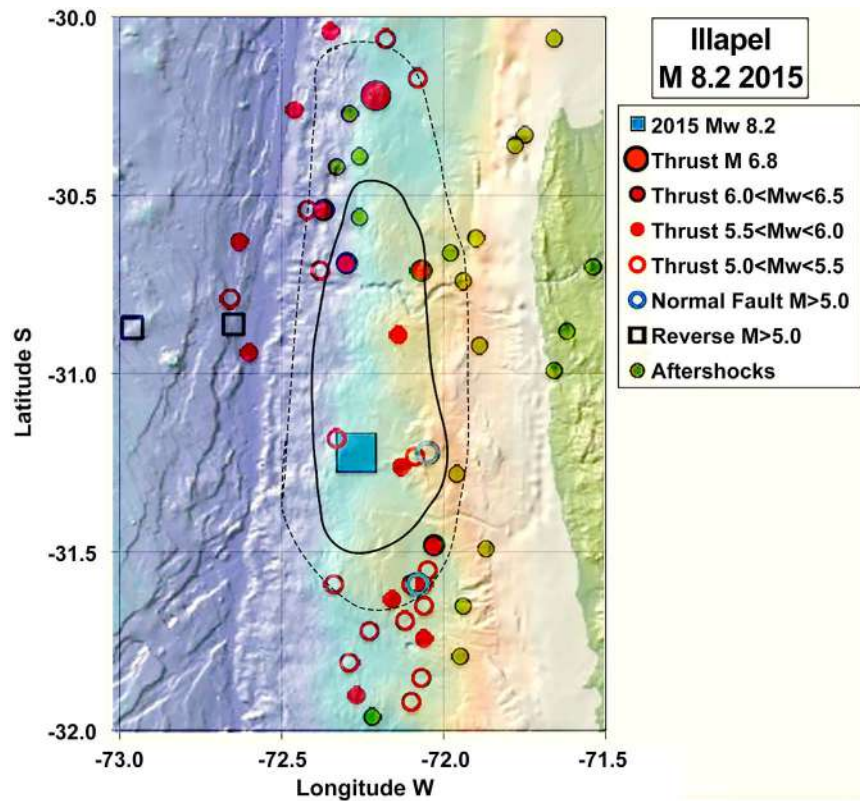 Illapel
M 8.2 2015
2015 Mw 8.2
Thrust M 6.8
Thrust 6.0<Mw<6.5
Thrust 5.5<Mw<6.0
Thrust 5.0<Mw<5.5
Normal Fault M>5.0
Reverse M>5.0
Aftershocks
Latitude S
-30.0
-30.5
-31.0
-31.5
-32.0
-73.0 -72.5 -72.0 -71.5
Longitude W